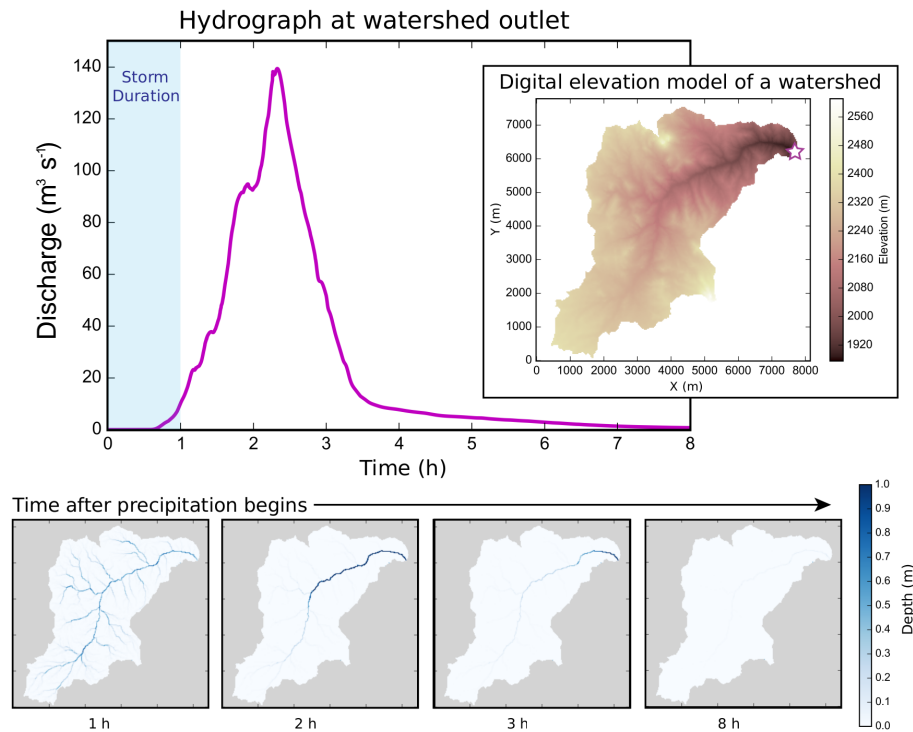 Hydrograph at watershed outlet
Storm
Duration
Discharge (m³ s⁻¹)
140
120
100
80
60
40
20
0
0 1 2 3 4 5 6 7 8
Time (h)
Digital elevation model of a watershed
Y (m)
7000
6000
5000
4000
3000
2000
1000
0
0 1000 2000 3000 4000 5000 6000 7000 8000
X (m)
2560
2480
2400
2320
2240
2160
2080
2000
1920
Elevation (m)
Time after precipitation begins
1 h
2 h
3 h
8 h
1.0
0.9
0.8
0.7
0.6
0.5
0.4
0.3
0.2
0.1
0.0
Depth (m)